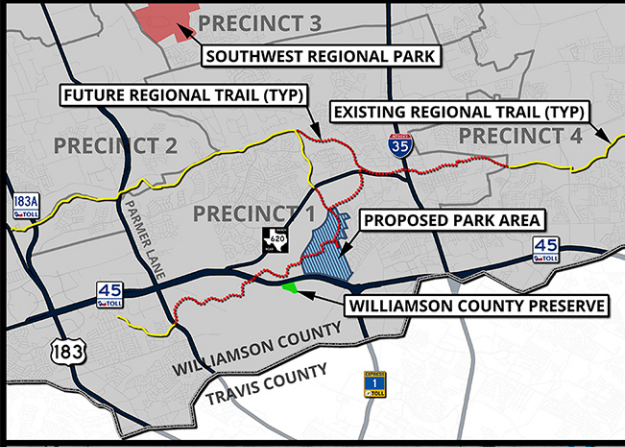 PRECINCT 3
SOUTHWEST REGIONAL PARK
FUTURE REGIONAL TRAIL (TYP)
EXISTING REGIONAL TRAIL (TYP)
PRECINCT 2
35
PRECINCT 4
183A
TOLL
PARMER LANE
PRECINCT 1
620
PROPOSED PARK AREA
45
TOLL
45
TOLL
WILLIAMSON COUNTY PRESERVE
183
WILLIAMSON COUNTY
TRAVIS COUNTY
EXPRESS
1
TOLL